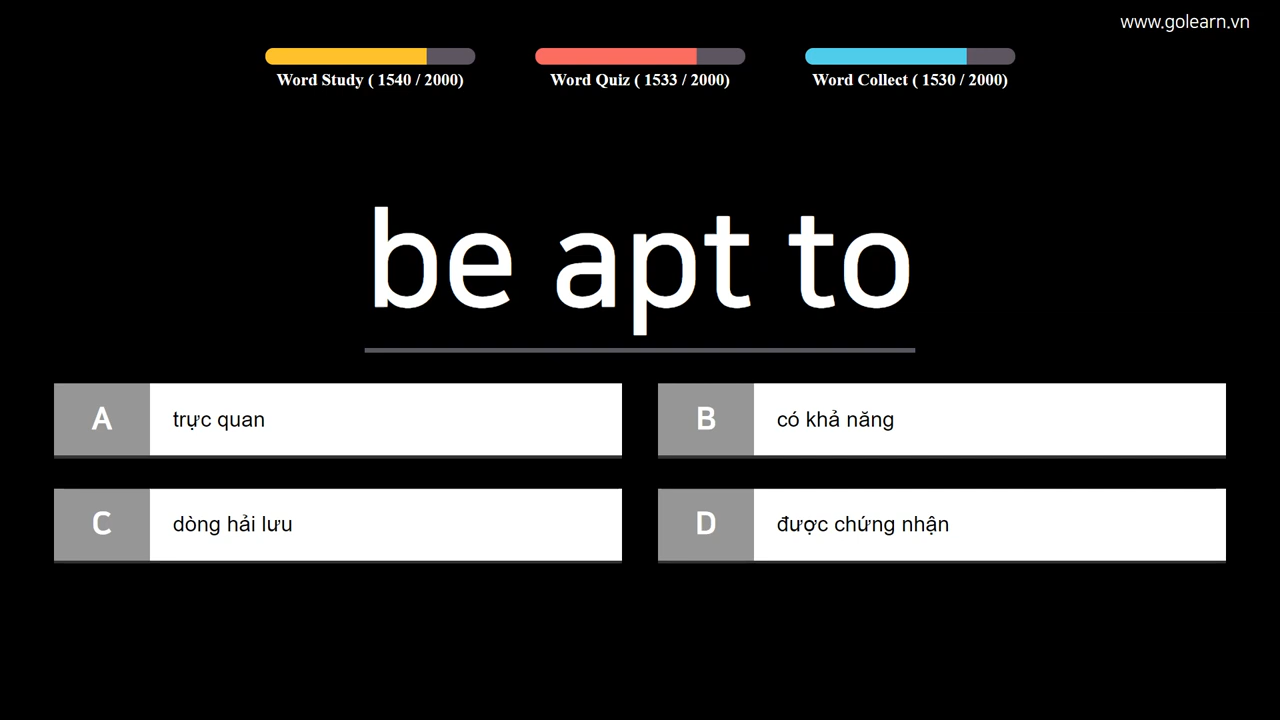 www.golearn.vn
Word Study ( 1540 / 2000)
Word Quiz ( 1533 / 2000)
Word Collect ( 1530 / 2000)
be apt to
A trực quan
B có khả năng
C dòng hải lưu
D được chứng nhận